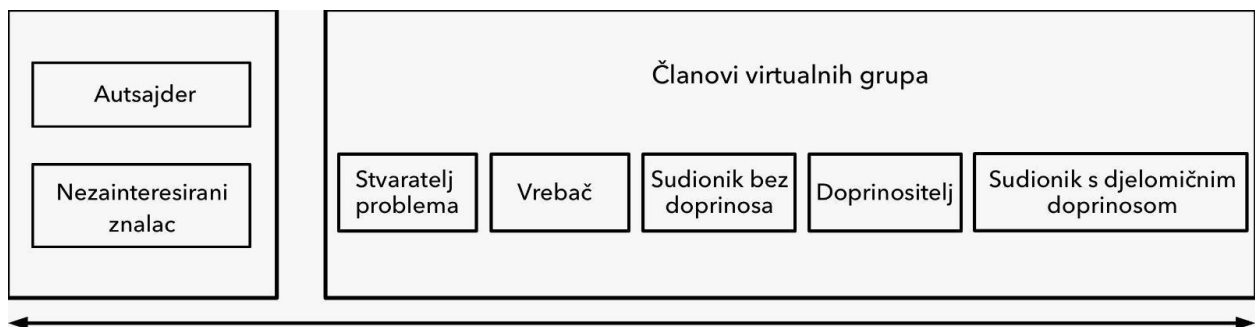 Autsajder
Nezainteresirani
znalac
Članovi virtualnih grupa
Stvaratelj
problema
Vrebač
Sudionik bez
doprinosa
Doprinositelj
Sudionik s djelomičnim
doprinosom